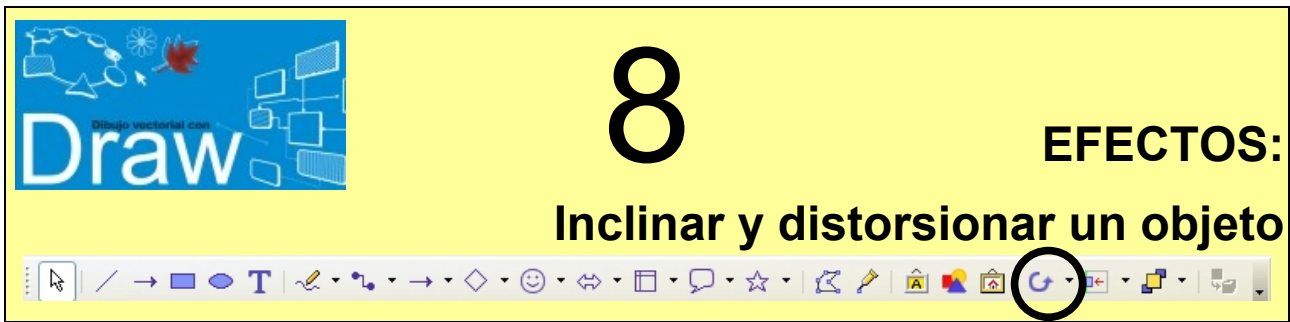 Dibujo vectorial con
Draw
8
EFECTOS:
Inclinar y distorsionar un objeto
T
A